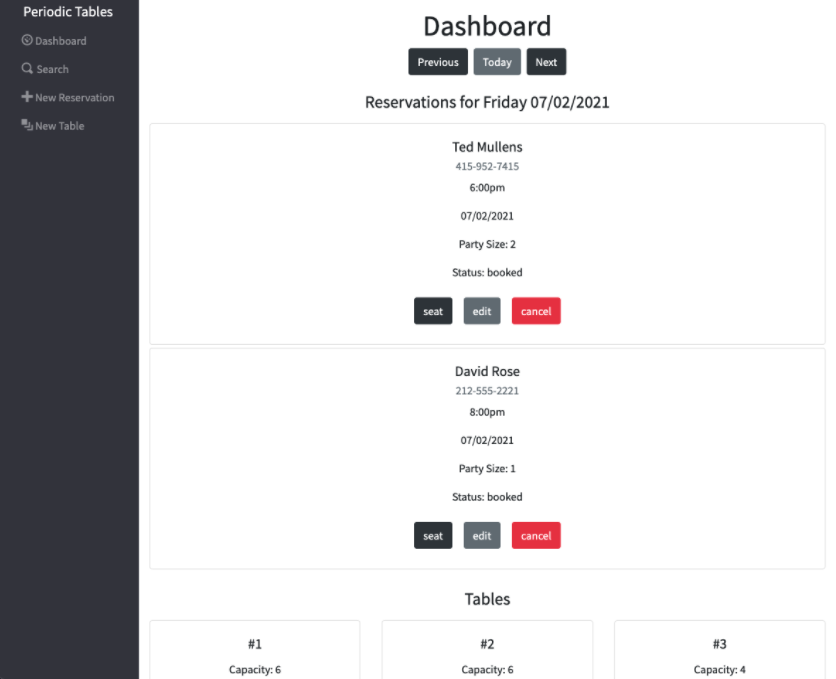 Periodic Tables
Dashboard
Search
New Reservation
New Table
Dashboard
Previous Today Next
Reservations for Friday 07/02/2021
Ted Mullens
415-952-7415
6:00pm
07/02/2021
Party Size: 2
Status: booked
seat edit cancel
David Rose
212-555-2221
8:00pm
07/02/2021
Party Size: 1
Status: booked
seat edit cancel
Tables
#1 #2 #3
Capacity: 6 Capacity: 6 Capacity: 4